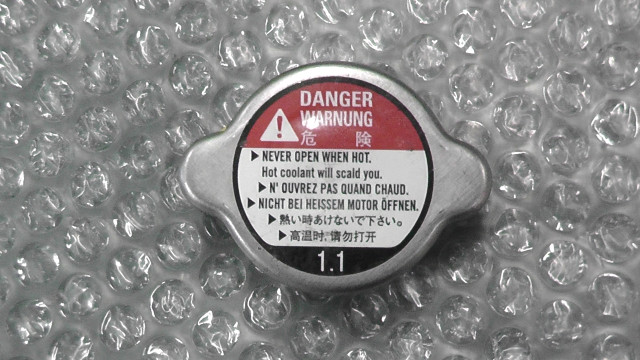 DANGER
WARNUNG
危 険
▶ NEVER OPEN WHEN HOT.
Hot coolant will scald you.
▶ N' OUVREZ PAS QUAND CHAUD.
▶ NICHT BEI HEISSEM MOTOR ÖFFNEN.
▶ 熱い時あけないで下さい。
▶ 高温时,请勿打开
1.1